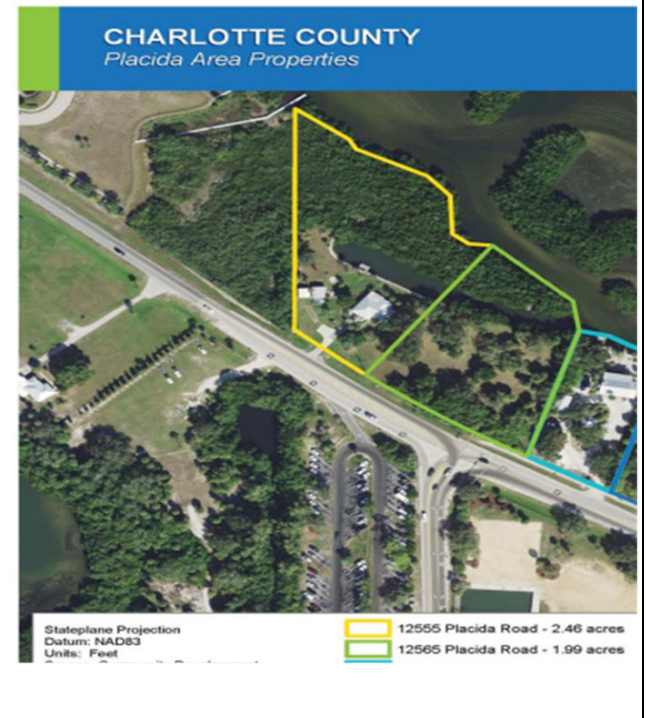 CHARLOTTE COUNTY
Placida Area Properties
Stateplane Projection
Datum: NAD83
Units: Feet
12555 Placida Road - 2.46 acres
12565 Placida Road - 1.99 acres